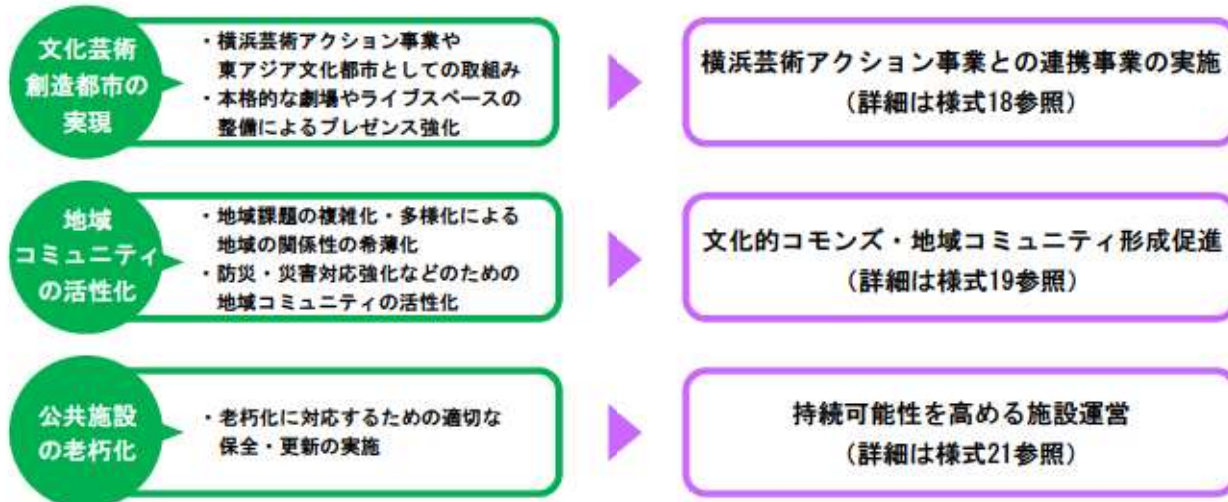 文化芸術
創造都市の
実現
・横浜芸術アクション事業や
東アジア文化都市としての取組み
・本格的な劇場やライブスペースの
整備によるプレゼンス強化
横浜芸術アクション事業との連携事業の実施
（詳細は様式18参照）
地域
コミュニティ
の活性化
・地域課題の複雑化・多様化による
地域の関係性の希薄化
・防災・災害対応強化などのための
地域コミュニティの活性化
文化的コモンズ・地域コミュニティ形成促進
（詳細は様式19参照）
公共施設
の老朽化
・老朽化に対応するための適切な
保全・更新の実施
持続可能性を高める施設運営
（詳細は様式21参照）